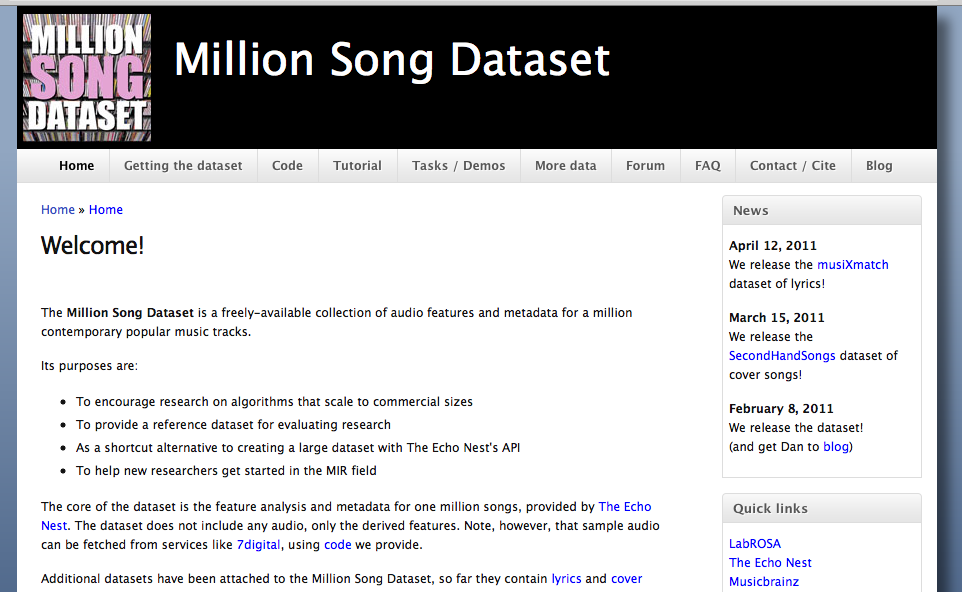 MILLION
SONG
DATASET
Million Song Dataset
Home
Getting the dataset
Code
Tutorial
Tasks / Demos
More data
Forum
FAQ
Contact / Cite
Blog
Home » Home
Welcome!
The Million Song Dataset is a freely-available collection of audio features and metadata for a million
contemporary popular music tracks.
Its purposes are:
• To encourage research on algorithms that scale to commercial sizes
• To provide a reference dataset for evaluating research
• As a shortcut alternative to creating a large dataset with The Echo Nest's API
• To help new researchers get started in the MIR field
The core of the dataset is the feature analysis and metadata for one million songs, provided by The Echo
Nest. The dataset does not include any audio, only the derived features. Note, however, that sample audio
can be fetched from services like 7digital, using code we provide.
Additional datasets have been attached to the Million Song Dataset, so far they contain lyrics and cover
News
April 12, 2011
We release the musiXmatch
dataset of lyrics!
March 15, 2011
We release the
SecondHandSongs dataset of
cover songs!
February 8, 2011
We release the dataset!
(and get Dan to blog)
Quick links
LabROSA
The Echo Nest
Musicbrainz